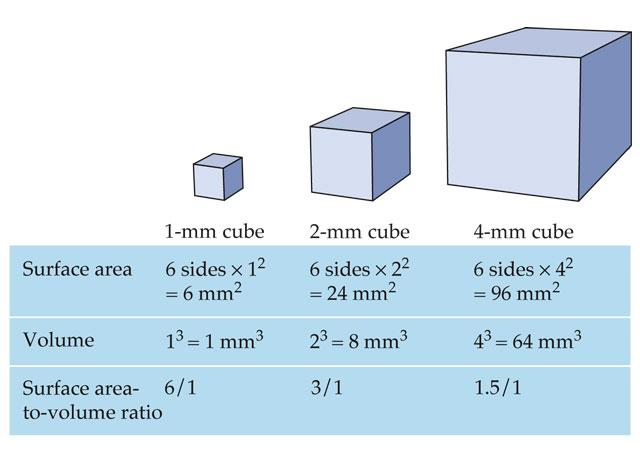 1-mm cube 2-mm cube 4-mm cube
Surface area 6 sides × 1² 6 sides × 2² 6 sides × 4²
= 6 mm² = 24 mm² = 96 mm²
Volume 1³ = 1 mm³ 2³ = 8 mm³ 4³ = 64 mm³
Surface area- 6/1 3/1 1.5/1
to-volume ratio